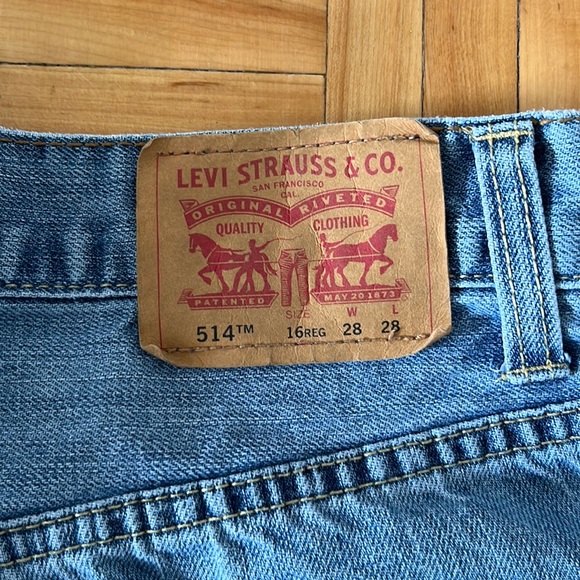 LEVI STRAUSS & CO.
SAN FRANCISCO
CAL.
ORIGINAL RIVETED
QUALITY CLOTHING
PATENTED MAY 20 1873
SIZE W L
514™ 16REG 28 28